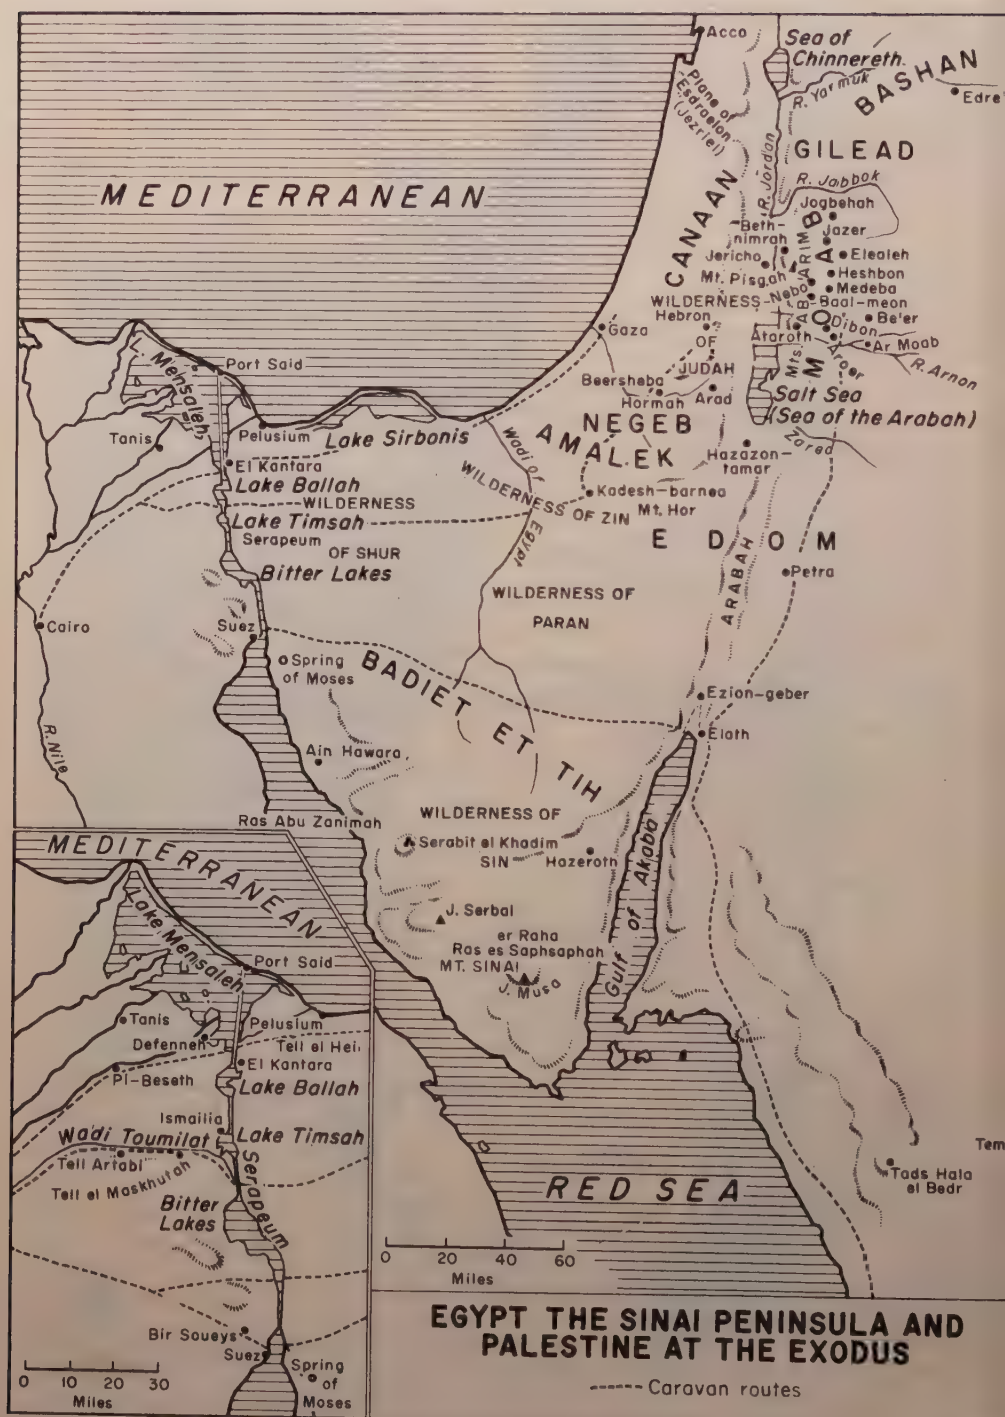 Acco
Sea of
Chinnereth
BASHAN
R. Yarmuk
Plane of
Esdraelon
(Jezriel)
GILEAD
R. Jordan
R. Jabbok
MEDITERRANEAN
CANAAN
Jogbehah
Beth-
nimrah
Jazer
Jericho
Elealeh
Mt. Pisgah
Heshbon
ABARIM
MOAB
Nebo
Medeba
WILDERNESS
Baal-meon
Hebron
Be'er
Gaza
OF
Ataroth
Dibon
Ar Moab
JUDAH
Mts.
Aroer
R. Arnon
Port Said
L. Mensaleh
Beersheba
Hormah
Arad
Salt Sea
(Sea of the Arabah)
Tanis
Pelusium
Lake Sirbonis
NEGEB
AMALEK
Zared
Hazazon-
tamar
El Kantara
Lake Ballah
Wadi of
Egypt
WILDERNESS OF ZIN
Kadesh-barnea
WILDERNESS
Mt. Hor
Lake Timsah
Serapeum
OF SHUR
EDOM
Bitter Lakes
ARABAH
Petra
WILDERNESS OF
PARAN
Cairo
Suez
Spring
of Moses
BADIET ET TIH
Ezion-geber
Elath
R. Nile
Ain Hawara
Ras Abu Zanimah
WILDERNESS OF
SIN
Serabit el Khadim
Hazeroth
Gulf of Akaba
J. Serbal
er Raha
Ras es Saphsaphah
MT. SINAI
J. Musa
RED SEA
Tads Hala
el Bedr
0 20 40 60
Miles
MEDITERRANEAN
Lake Mensaleh
Port Said
Tanis
Pelusium
Defenneh
Tell el Hei
El Kantara
Pi-Beseth
Lake Ballah
Ismailia
Wadi Toumilat
Lake Timsah
Tell Artabi
Tell el Maskhutah
Serapeum
Bitter
Lakes
Bir Soueys
Suez
Spring
of
Moses
0 10 20 30
Miles
EGYPT THE SINAI PENINSULA AND
PALESTINE AT THE EXODUS
Caravan routes